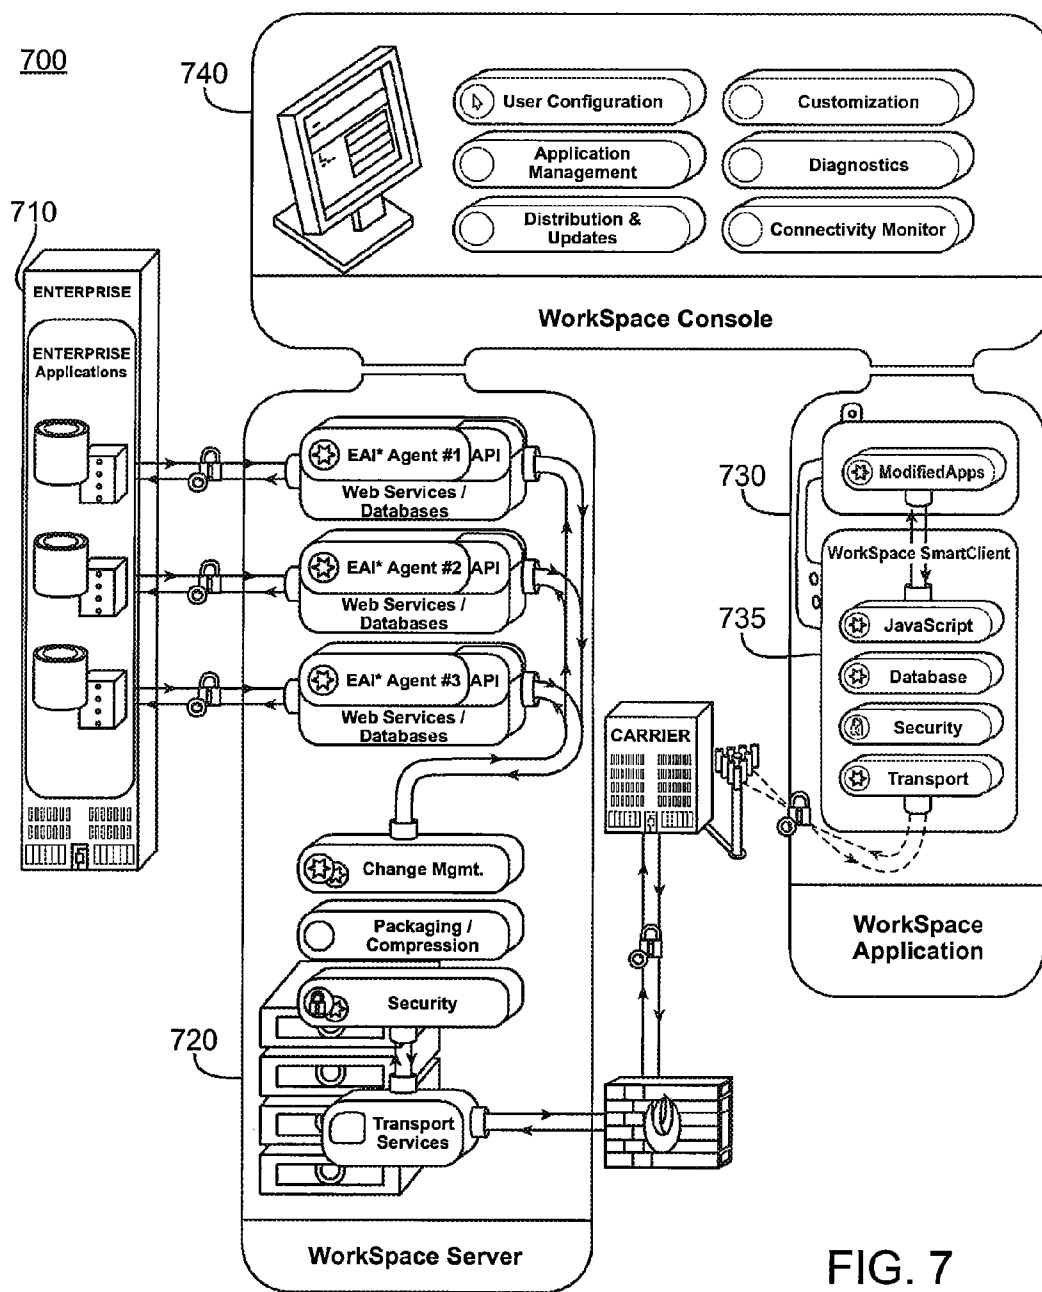 700
740
User Configuration
Customization
Application
Management
Diagnostics
Distribution &
Updates
Connectivity Monitor
WorkSpace Console
710
ENTERPRISE
ENTERPRISE
Applications
EAI* Agent #1
API
Web Services /
Databases
EAI* Agent #2
API
Web Services /
Databases
EAI* Agent #3
API
Web Services /
Databases
Change Mgmt.
Packaging /
Compression
Security
720
Transport
Services
WorkSpace Server
CARRIER
730
ModifiedApps
WorkSpace SmartClient
735
JavaScript
Database
Security
Transport
WorkSpace
Application
FIG. 7